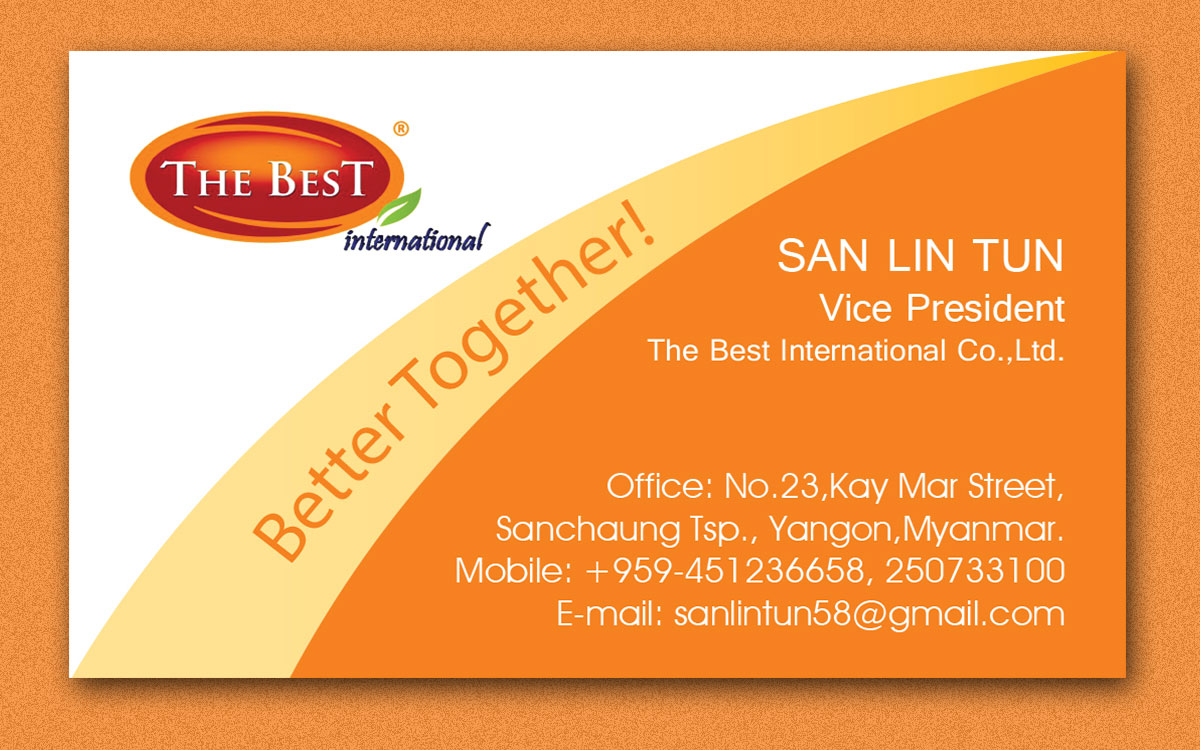 THE BEST
®
international
Better Together!
SAN LIN TUN
Vice President
The Best International Co.,Ltd.
Office: No.23,Kay Mar Street,
Sanchaung Tsp., Yangon,Myanmar.
Mobile: +959-451236658, 250733100
E-mail: sanlintun58@gmail.com